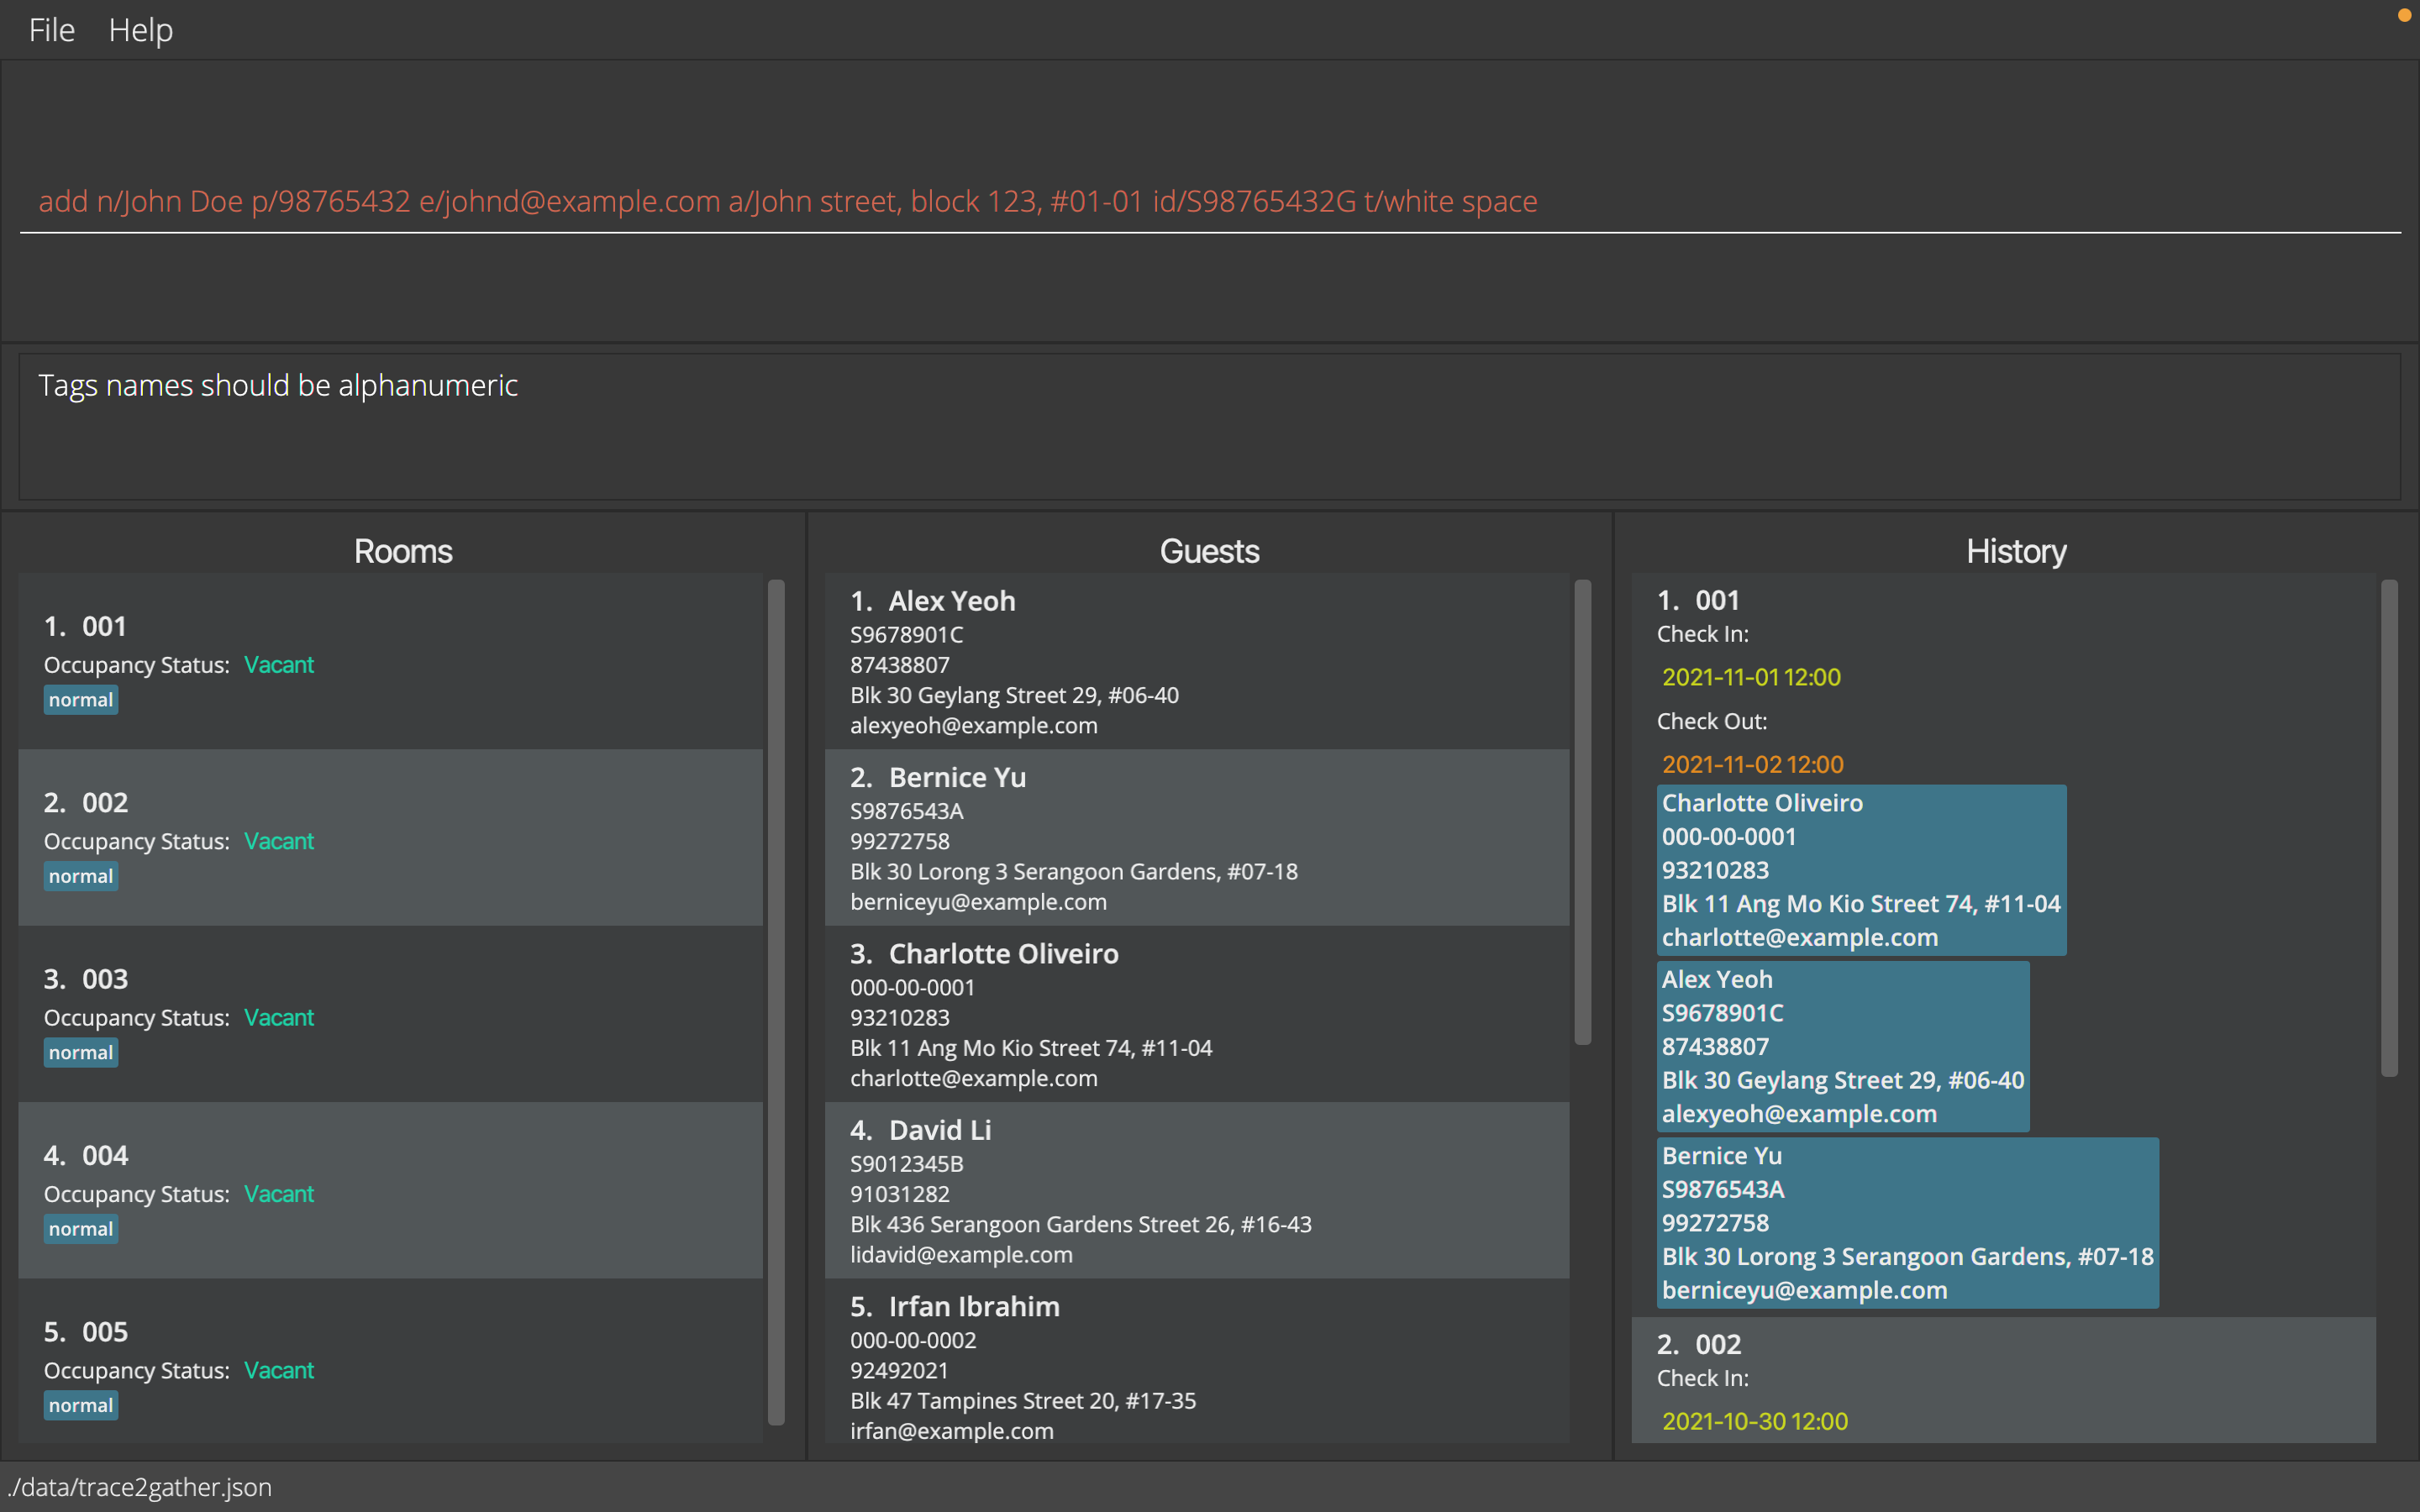 File Help
add n/John Doe p/98765432 e/johnd@example.com a/John street, block 123, #01-01 id/S98765432G t/white space
Tags names should be alphanumeric
Rooms
1. 001
Occupancy Status: Vacant
normal
2. 002
Occupancy Status: Vacant
normal
3. 003
Occupancy Status: Vacant
normal
4. 004
Occupancy Status: Vacant
normal
5. 005
Occupancy Status: Vacant
normal
Guests
1. Alex Yeoh
S9678901C
87438807
Blk 30 Geylang Street 29, #06-40
alexyeoh@example.com
2. Bernice Yu
S9876543A
99272758
Blk 30 Lorong 3 Serangoon Gardens, #07-18
berniceyu@example.com
3. Charlotte Oliveiro
000-00-0001
93210283
Blk 11 Ang Mo Kio Street 74, #11-04
charlotte@example.com
4. David Li
S9012345B
91031282
Blk 436 Serangoon Gardens Street 26, #16-43
lidavid@example.com
5. Irfan Ibrahim
000-00-0002
92492021
Blk 47 Tampines Street 20, #17-35
irfan@example.com
History
1. 001
Check In:
2021-11-01 12:00
Check Out:
2021-11-02 12:00
Charlotte Oliveiro
000-00-0001
93210283
Blk 11 Ang Mo Kio Street 74, #11-04
charlotte@example.com
Alex Yeoh
S9678901C
87438807
Blk 30 Geylang Street 29, #06-40
alexyeoh@example.com
Bernice Yu
S9876543A
99272758
Blk 30 Lorong 3 Serangoon Gardens, #07-18
berniceyu@example.com
2. 002
Check In:
2021-10-30 12:00
./data/trace2gather.json